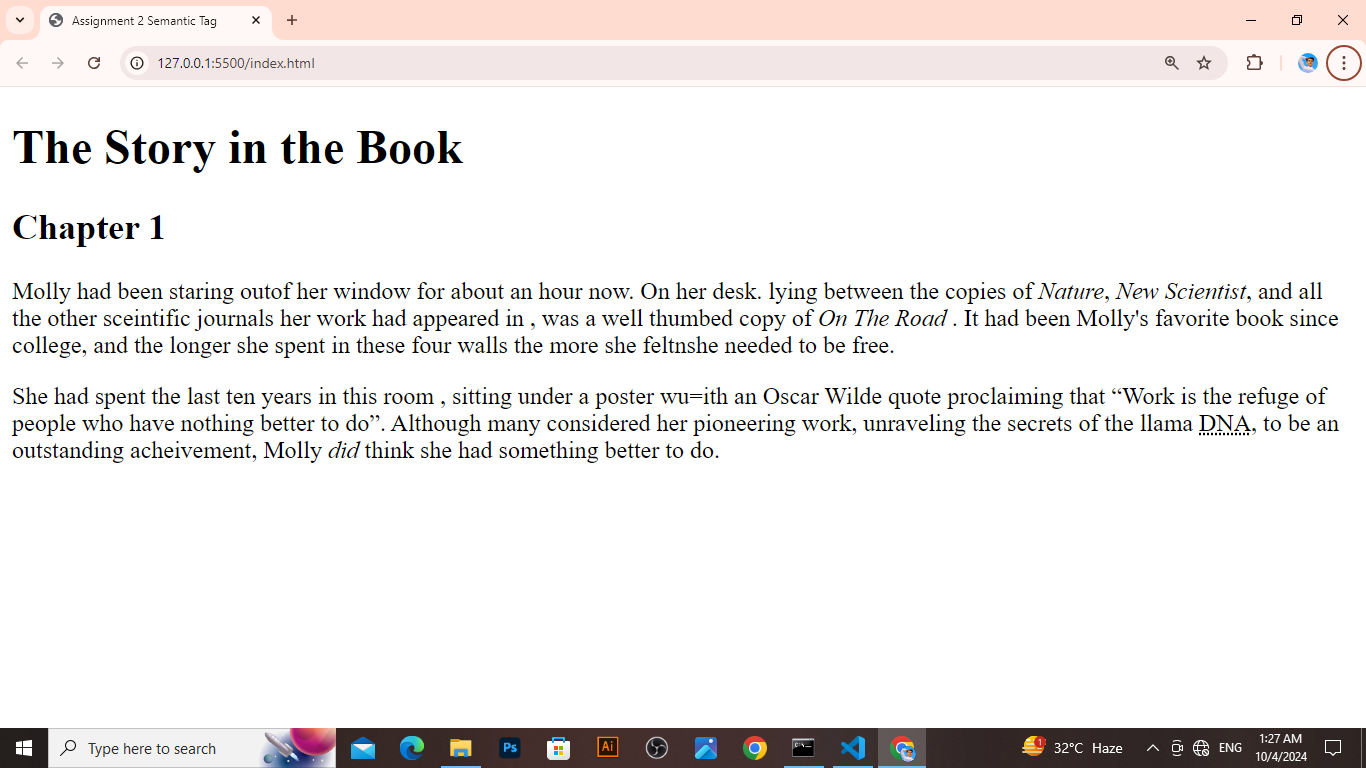 Assignment 2 Semantic Tag
127.0.0.1:5500/index.html
The Story in the Book
Chapter 1
Molly had been staring outof her window for about an hour now. On her desk. lying between the copies of Nature, New Scientist, and all
the other sceintific journals her work had appeared in , was a well thumbed copy of On The Road . It had been Molly's favorite book since
college, and the longer she spent in these four walls the more she feltnshe needed to be free.
She had spent the last ten years in this room , sitting under a poster wu=ith an Oscar Wilde quote proclaiming that “Work is the refuge of
people who have nothing better to do”. Although many considered her pioneering work, unraveling the secrets of the llama DNA, to be an
outstanding acheivement, Molly did think she had something better to do.
Type here to search
Ps
Ai
1
32°C Haze
ENG
1:27 AM
10/4/2024